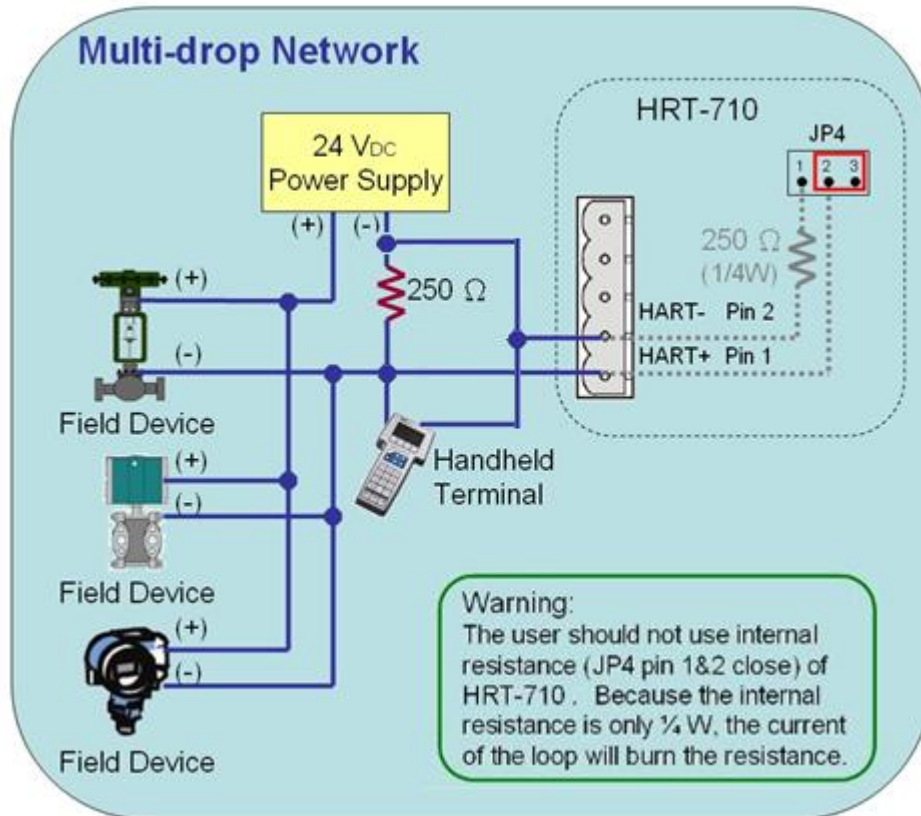 Multi-drop Network
HRT-710
JP4
1 2 3
24 VDC
Power Supply
(+) (-)
250 Ω
(1/4W)
250 Ω
(+)
HART- Pin 2
(-)
HART+ Pin 1
Field Device
(+)
Handheld
Terminal
(-)
Field Device
(+)
(-)
Field Device
Warning:
The user should not use internal
resistance (JP4 pin 1&2 close) of
HRT-710 . Because the internal
resistance is only ¼ W, the current
of the loop will burn the resistance.